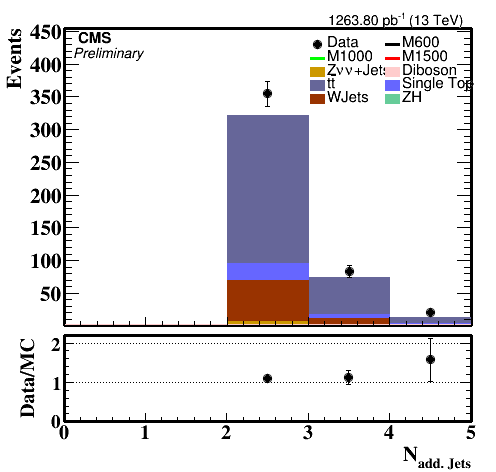 1263.80 pb⁻¹ (13 TeV)
CMS
Preliminary
Data
M600
M1000
M1500
Zνν+Jets
Diboson
tt
Single Top
WJets
ZH
Events
450
400
350
300
250
200
150
100
50
Data/MC
2
1
0
0 1 2 3 4 5
N add. Jets